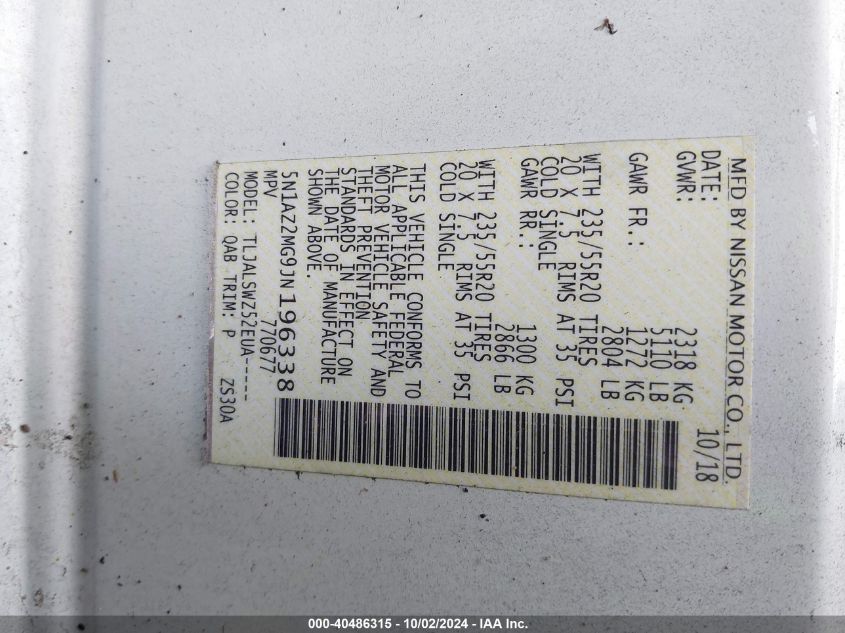 MFD BY NISSAN MOTOR CO., LTD.
DATE: 10/18
GVWR: 2318 KG
5110 LB
GAWR FR.: 1272 KG
2804 LB
WITH 235/55R20 TIRES
20 X 7.5 RIMS AT 35 PSI
COLD SINGLE
GAWR RR.: 1300 KG
2866 LB
WITH 235/55R20 TIRES
20 X 7.5 RIMS AT 35 PSI
COLD SINGLE
THIS VEHICLE CONFORMS TO
ALL APPLICABLE FEDERAL
MOTOR VEHICLE SAFETY AND
THEFT PREVENTION
STANDARDS IN EFFECT ON
THE DATE OF MANUFACTURE
SHOWN ABOVE.
5N1AZ2MG9JN196338
MPV 770677
MODEL: TLJALSWZ52EUA-----
COLOR: QAB TRIM: P ZS30A
000-40486315 - 10/02/2024 - IAA Inc.